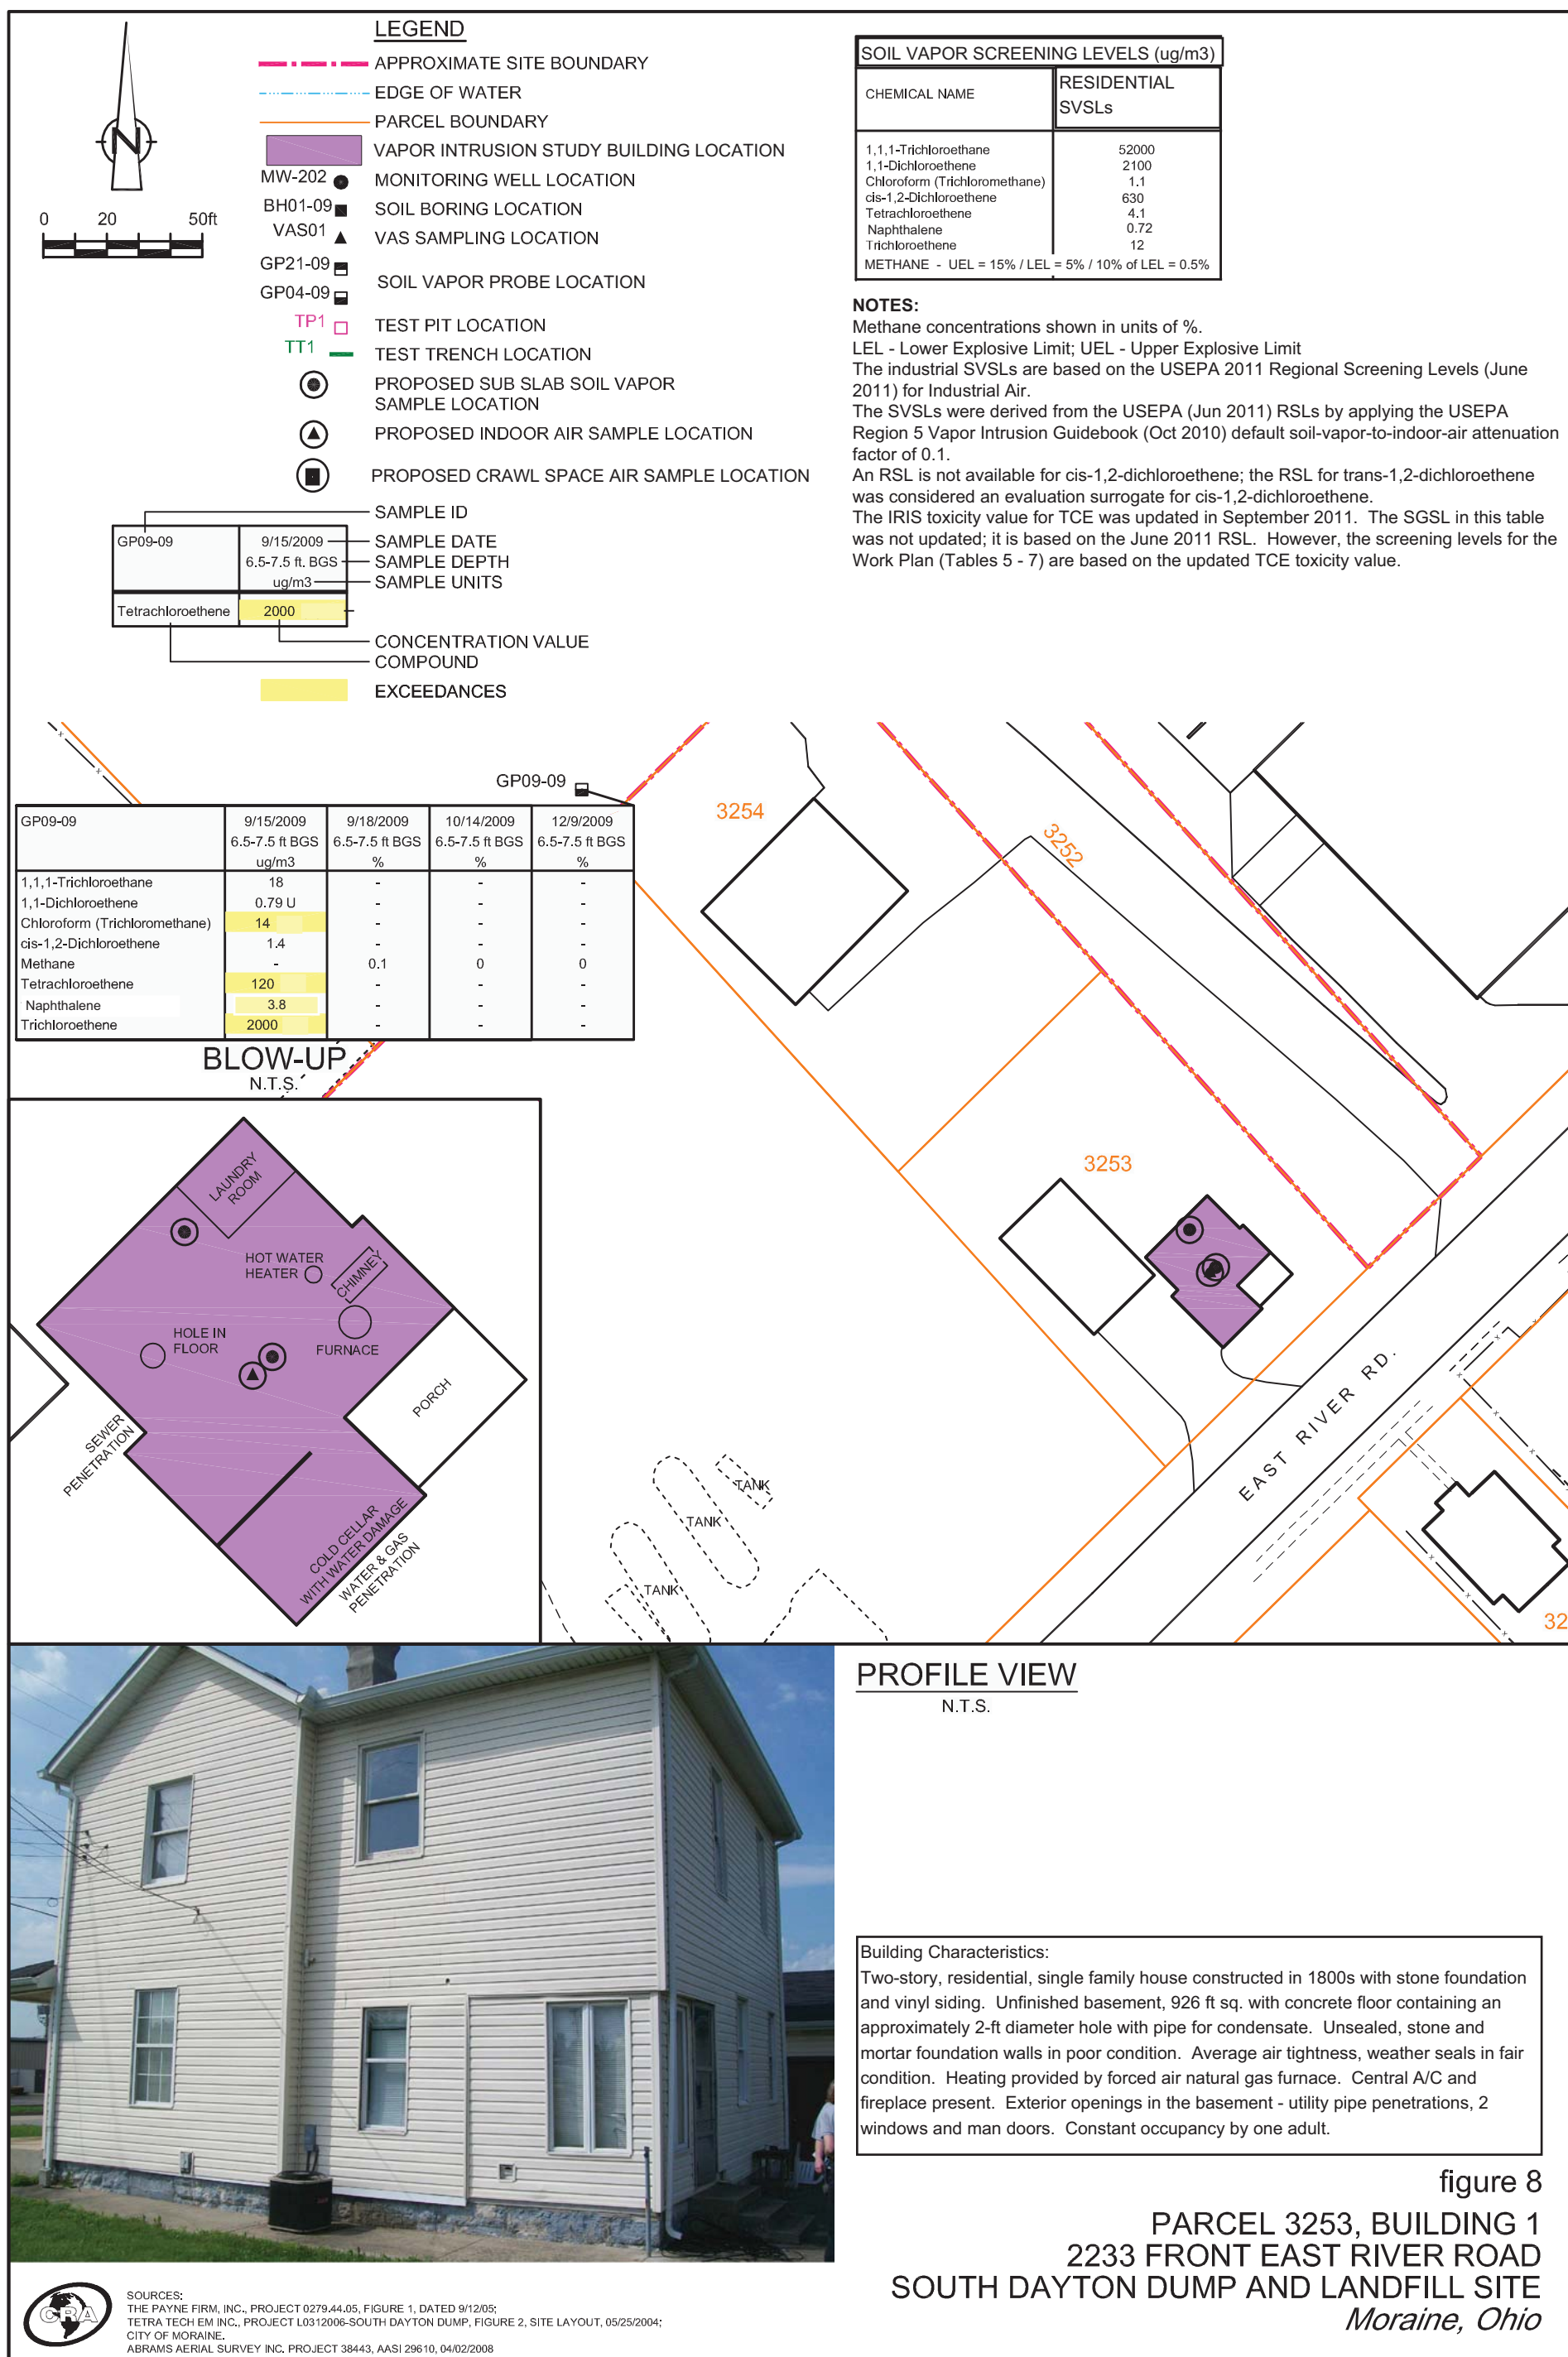 LEGEND
APPROXIMATE SITE BOUNDARY
EDGE OF WATER
PARCEL BOUNDARY
VAPOR INTRUSION STUDY BUILDING LOCATION
MW-202 MONITORING WELL LOCATION
BH01-09 SOIL BORING LOCATION
VAS01 VAS SAMPLING LOCATION
GP21-09
GP04-09
SOIL VAPOR PROBE LOCATION
TP1 TEST PIT LOCATION
TT1 TEST TRENCH LOCATION
PROPOSED SUB SLAB SOIL VAPOR
SAMPLE LOCATION
PROPOSED INDOOR AIR SAMPLE LOCATION
PROPOSED CRAWL SPACE AIR SAMPLE LOCATION
N
0 20 50ft
SAMPLE ID
GP09-09 9/15/2009 SAMPLE DATE
6.5-7.5 ft. BGS SAMPLE DEPTH
ug/m3 SAMPLE UNITS
Tetrachloroethene 2000
CONCENTRATION VALUE
COMPOUND
EXCEEDANCES
SOIL VAPOR SCREENING LEVELS (ug/m3)
CHEMICAL NAME RESIDENTIAL
SVSLs
1,1,1-Trichloroethane 52000
1,1-Dichloroethene 2100
Chloroform (Trichloromethane) 1.1
cis-1,2-Dichloroethene 630
Tetrachloroethene 4.1
Naphthalene 0.72
Trichloroethene 12
METHANE - UEL = 15% / LEL = 5% / 10% of LEL = 0.5%
NOTES:
Methane concentrations shown in units of %.
LEL - Lower Explosive Limit; UEL - Upper Explosive Limit
The industrial SVSLs are based on the USEPA 2011 Regional Screening Levels (June
2011) for Industrial Air.
The SVSLs were derived from the USEPA (Jun 2011) RSLs by applying the USEPA
Region 5 Vapor Intrusion Guidebook (Oct 2010) default soil-vapor-to-indoor-air attenuation
factor of 0.1.
An RSL is not available for cis-1,2-dichloroethene; the RSL for trans-1,2-dichloroethene
was considered an evaluation surrogate for cis-1,2-dichloroethene.
The IRIS toxicity value for TCE was updated in September 2011. The SGSL in this table
was not updated; it is based on the June 2011 RSL. However, the screening levels for the
Work Plan (Tables 5 - 7) are based on the updated TCE toxicity value.
GP09-09
GP09-09 9/15/2009 9/18/2009 10/14/2009 12/9/2009
6.5-7.5 ft BGS 6.5-7.5 ft BGS 6.5-7.5 ft BGS 6.5-7.5 ft BGS
ug/m3 % % %
1,1,1-Trichloroethane 18 - - -
1,1-Dichloroethene 0.79 U - - -
Chloroform (Trichloromethane) 14 - - -
cis-1,2-Dichloroethene 1.4 - - -
Methane - 0.1 0 0
Tetrachloroethene 120 - - -
Naphthalene 3.8 - - -
Trichloroethene 2000 - - -
3254
3252
3253
EAST RIVER RD.
32
TANK
TANK
TANK
BLOW-UP
N.T.S.
LAUNDRY
ROOM
HOT WATER
HEATER
CHIMNEY
HOLE IN
FLOOR
FURNACE
PORCH
SEWER
PENETRATION
COLD CELLAR
WITH WATER DAMAGE
WATER & GAS
PENETRATION
PROFILE VIEW
N.T.S.
Building Characteristics:
Two-story, residential, single family house constructed in 1800s with stone foundation
and vinyl siding. Unfinished basement, 926 ft sq. with concrete floor containing an
approximately 2-ft diameter hole with pipe for condensate. Unsealed, stone and
mortar foundation walls in poor condition. Average air tightness, weather seals in fair
condition. Heating provided by forced air natural gas furnace. Central A/C and
fireplace present. Exterior openings in the basement - utility pipe penetrations, 2
windows and man doors. Constant occupancy by one adult.
figure 8
PARCEL 3253, BUILDING 1
2233 FRONT EAST RIVER ROAD
SOUTH DAYTON DUMP AND LANDFILL SITE
Moraine, Ohio
CRA
SOURCES:
THE PAYNE FIRM, INC., PROJECT 0279.44.05, FIGURE 1, DATED 9/12/05;
TETRA TECH EM INC., PROJECT L0312006-SOUTH DAYTON DUMP, FIGURE 2, SITE LAYOUT, 05/25/2004;
CITY OF MORAINE.
ABRAMS AERIAL SURVEY INC. PROJECT 38443, AASI 29610, 04/02/2008